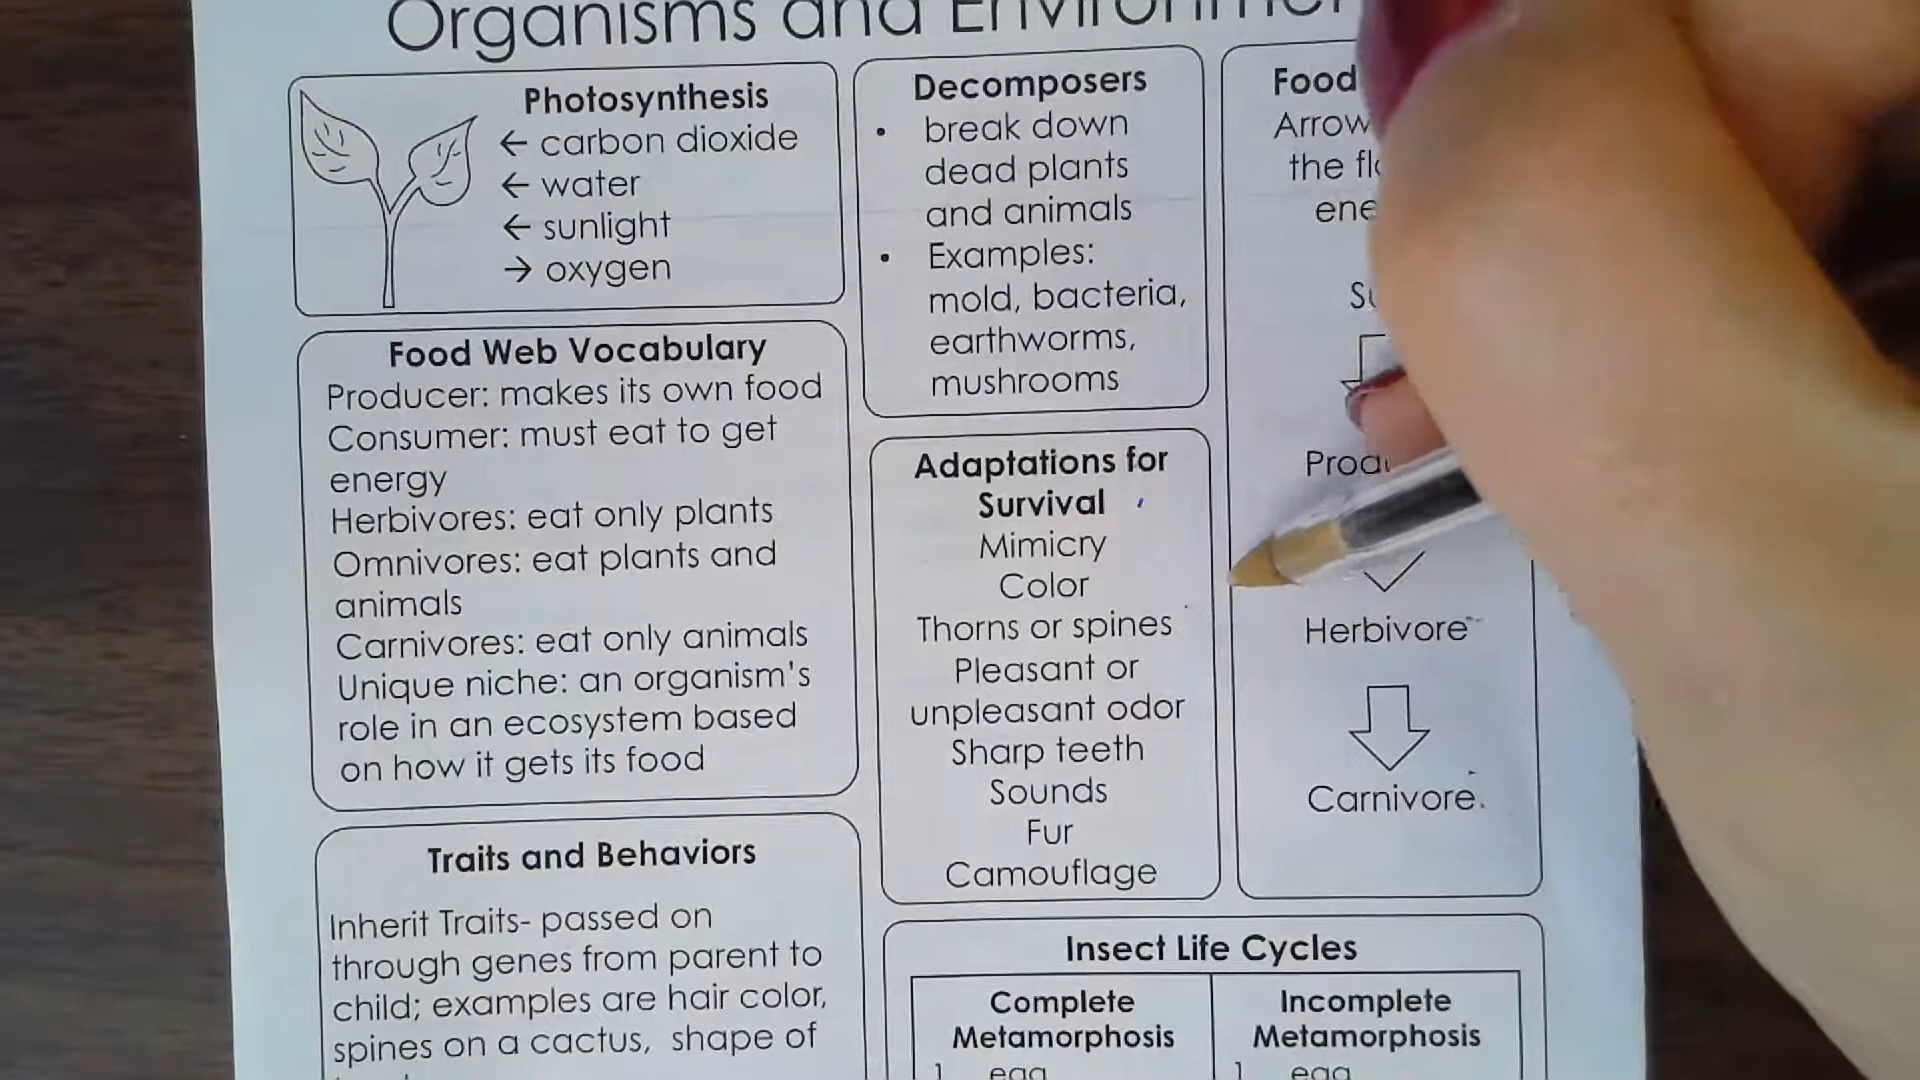 Organisms and
Photosynthesis
← carbon dioxide
← water
← sunlight
→ oxygen
Food Web Vocabulary
Producer: makes its own food
Consumer: must eat to get
energy
Herbivores: eat only plants
Omnivores: eat plants and
animals
Carnivores: eat only animals
Unique niche: an organism's
role in an ecosystem based
on how it gets its food
Traits and Behaviors
Inherit Traits- passed on
through genes from parent to
child; examples are hair color,
spines on a cactus, shape of
Decomposers
• break down
dead plants
and animals
• Examples:
mold, bacteria,
earthworms,
mushrooms
Adaptations for
Survival
Mimicry
Color
Thorns or spines
Pleasant or
unpleasant odor
Sharp teeth
Sounds
Fur
Camouflage
Food
the
Herbivore
Carnivore.
Insect Life Cycles
Complete
Metamorphosis
1. egg
Incomplete
Metamorphosis
1. egg